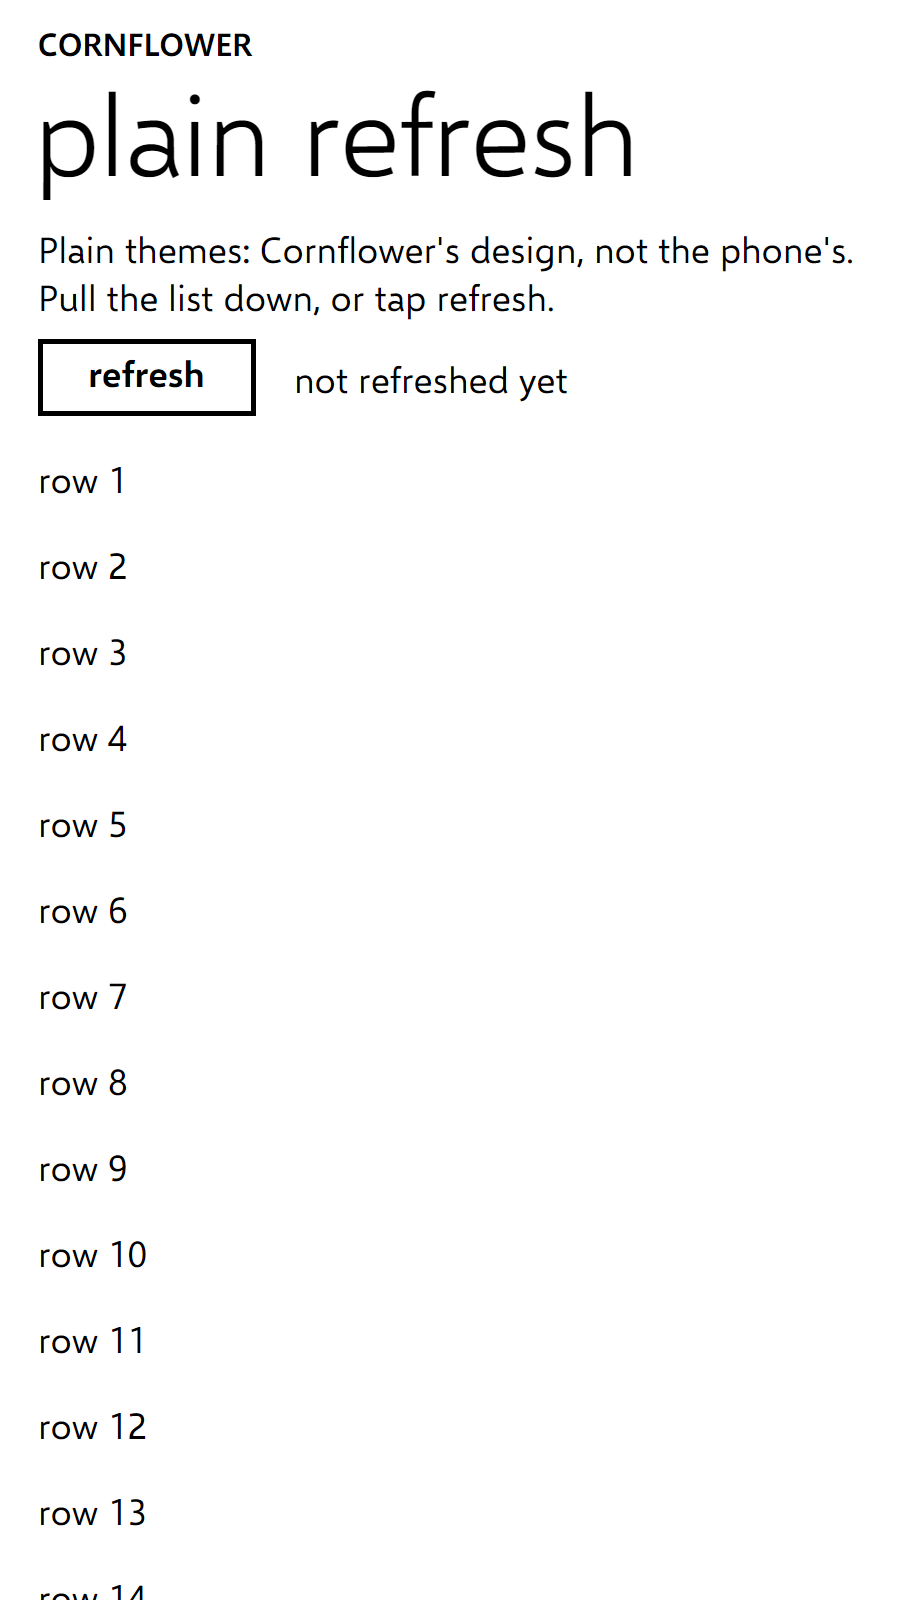 CORNFLOWER
plain refresh
Plain themes: Cornflower's design, not the phone's.
Pull the list down, or tap refresh.
refresh
not refreshed yet
row 1
row 2
row 3
row 4
row 5
row 6
row 7
row 8
row 9
row 10
row 11
row 12
row 13
row 14